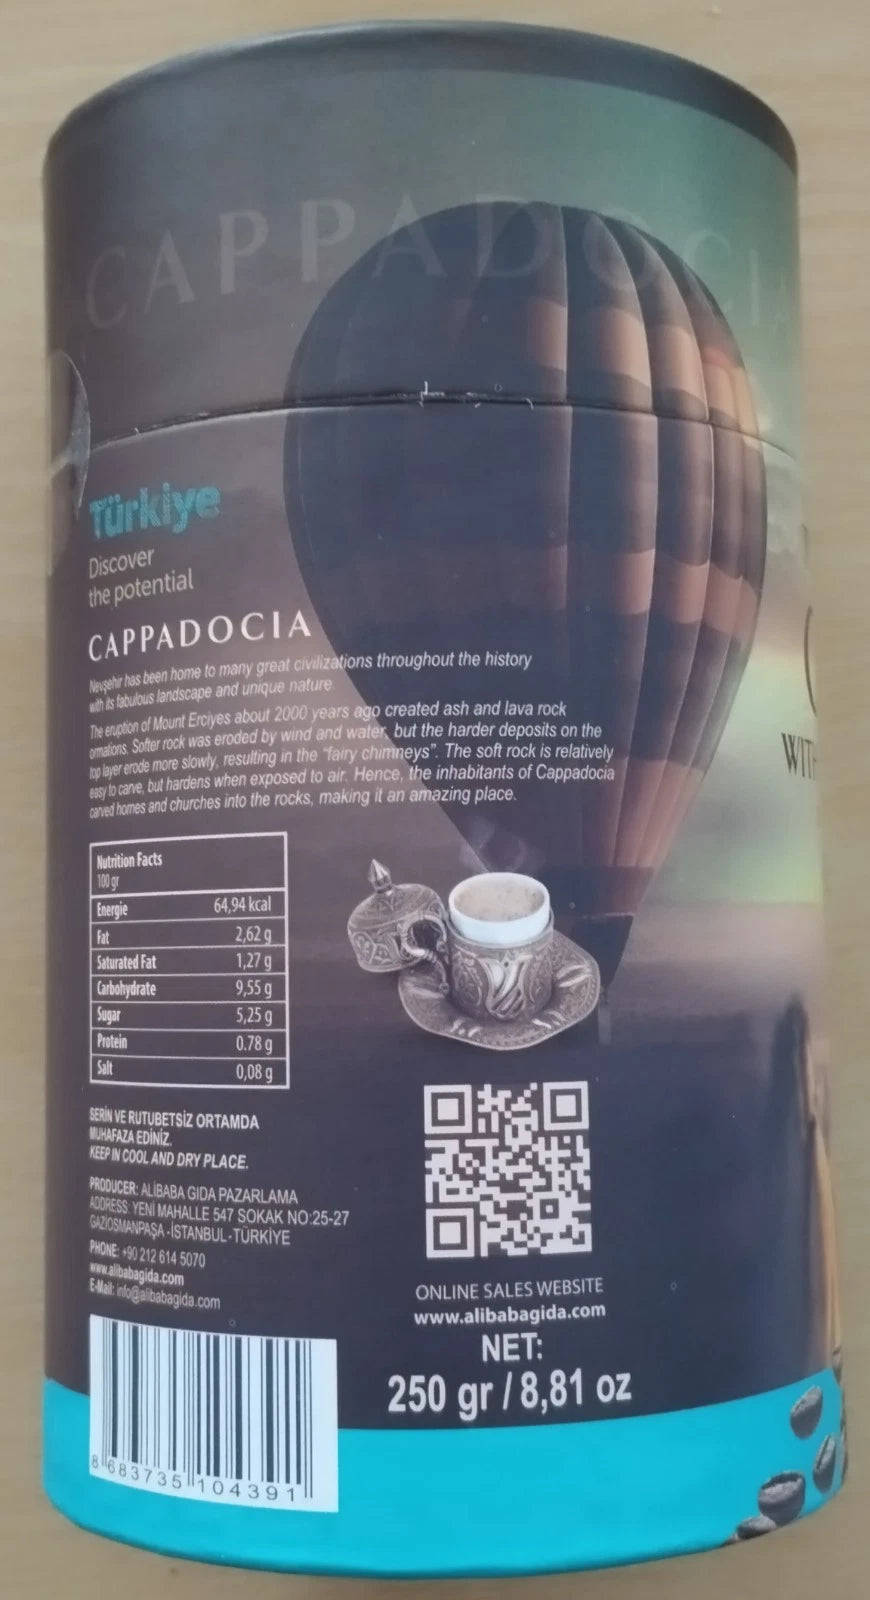 CAPPADOCIA
Türkiye
Discover
the potential
CAPPADOCIA
Nevşehir has been home to many great civilizations throughout the history
with its fabulous landscape and unique nature
The eruption of Mount Erciyes about 2000 years ago created ash and lava rock
ormations. Softer rock was eroded by wind and water, but the harder deposits on the
top layer erode more slowly, resulting in the "fairy chimneys". The soft rock is relatively
easy to carve, but hardens when exposed to air. Hence, the inhabitants of Cappadocia
carved homes and churches into the rocks, making it an amazing place.
Nutrition Facts
100 gr
Energie 64,94 kcal
Fat 2,62 g
Saturated Fat 1,27 g
Carbohydrate 9,55 g
Sugar 5,25 g
Protein 0.78 g
Salt 0,08 g
SERİN VE RUTUBETSİZ ORTAMDA
MUHAFAZA EDİNİZ.
KEEP IN COOL AND DRY PLACE.
PRODUCER: ALİBABA GIDA PAZARLAMA
ADDRESS: YENİ MAHALLE 547 SOKAK NO:25-27
GAZİOSMANPAŞA -İSTANBUL -TÜRKİYE
PHONE: +90 212 614 5070
www.alibabagida.com
E-Mail: info@alibabagida.com
8 683735 104391
ONLINE SALES WEBSITE
www.alibabagida.com
NET:
250 gr / 8,81 oz